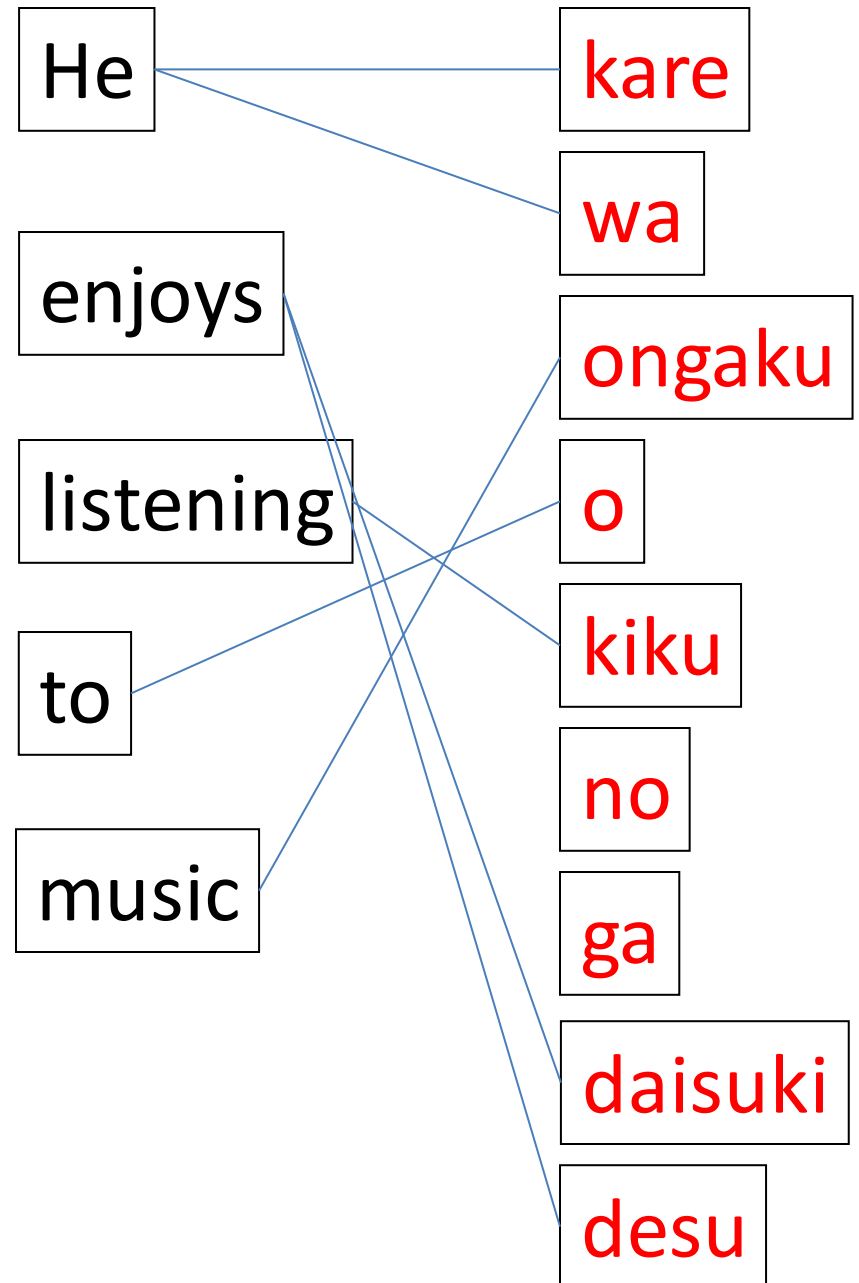 He
enjoys
listening
to
music
kare
wa
ongaku
o
kiku
no
ga
daisuki
desu